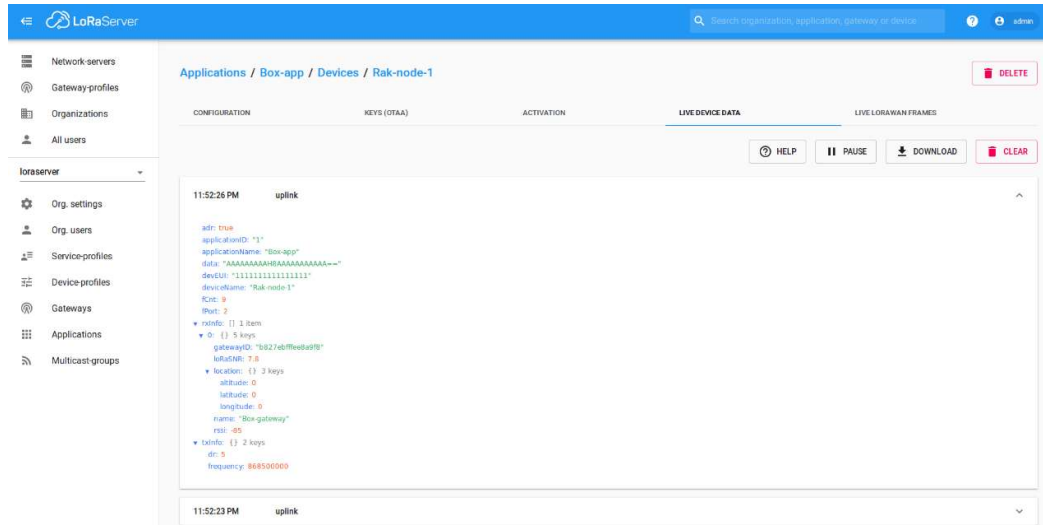 LoRaServer
Search organization, application, gateway or device
?
admin
Network-servers
Gateway-profiles
Organizations
All users
loraserver
Org. settings
Org. users
Service-profiles
Device-profiles
Gateways
Applications
Multicast-groups
Applications / Box-app / Devices / Rak-node-1
DELETE
CONFIGURATION KEYS (OTAA) ACTIVATION LIVE DEVICE DATA LIVE LORAWAN FRAMES
HELP PAUSE DOWNLOAD CLEAR
11:52:26 PM uplink
adr: true
applicationID: "1"
applicationName: "Box-app"
data: "AAAAAAAAAH8AAAAAAAAAAA=="
devEUI: "1111111111111111"
deviceName: "Rak-node-1"
fCnt: 9
fPort: 2
rxInfo: [] 1 item
0: {} 5 keys
gatewayID: "b827ebfffee8a9f8"
loRaSNR: 7.8
location: {} 3 keys
altitude: 0
latitude: 0
longitude: 0
name: "Box-gateway"
rssi: -85
txInfo: {} 2 keys
dr: 5
frequency: 868500000
11:52:23 PM uplink